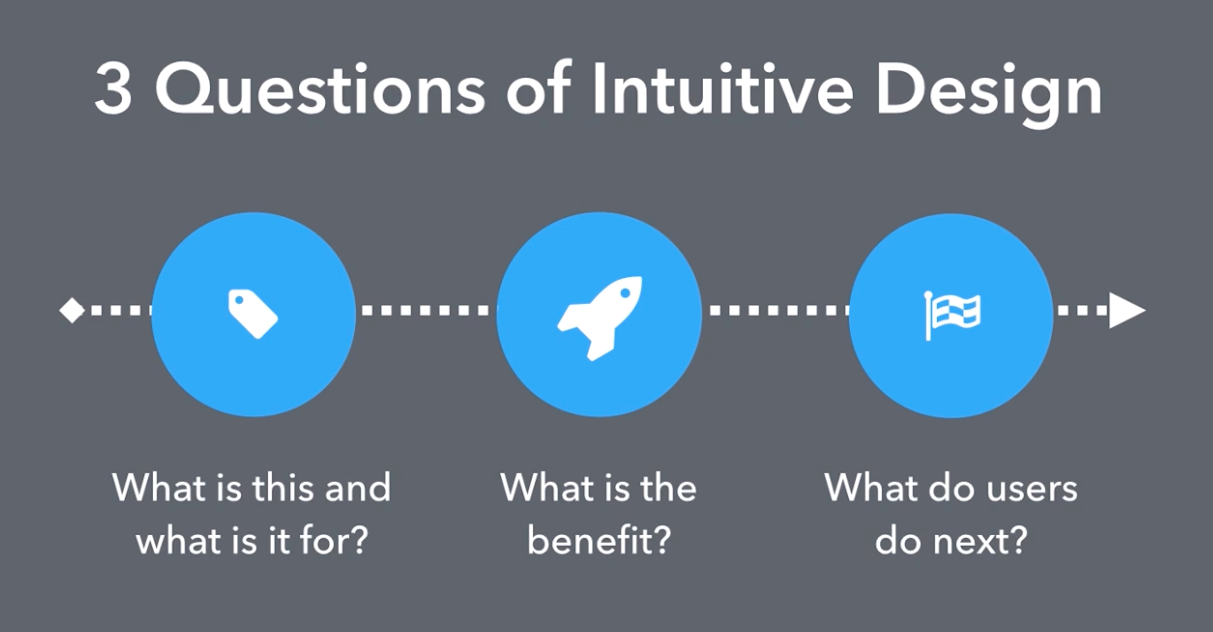 3 Questions of Intuitive Design
What is this and
what is it for?
What is the
benefit?
What do users
do next?